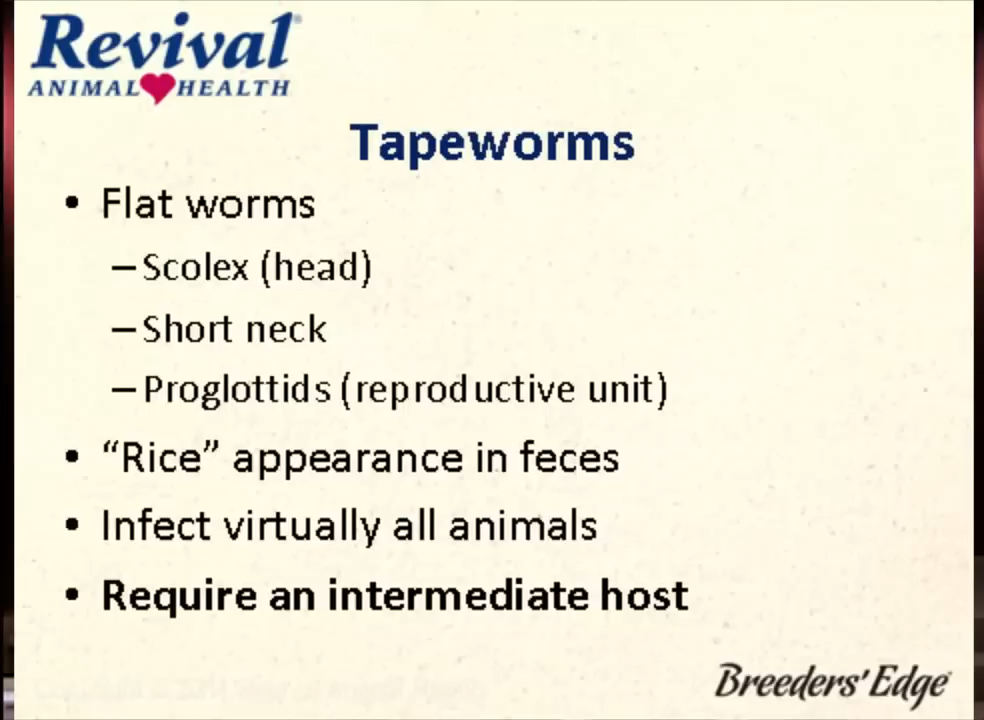 Revival®
ANIMAL HEALTH
Tapeworms
• Flat worms
– Scolex (head)
– Short neck
– Proglottids (reproductive unit)
• “Rice” appearance in feces
• Infect virtually all animals
• Require an intermediate host
Breeders' Edge